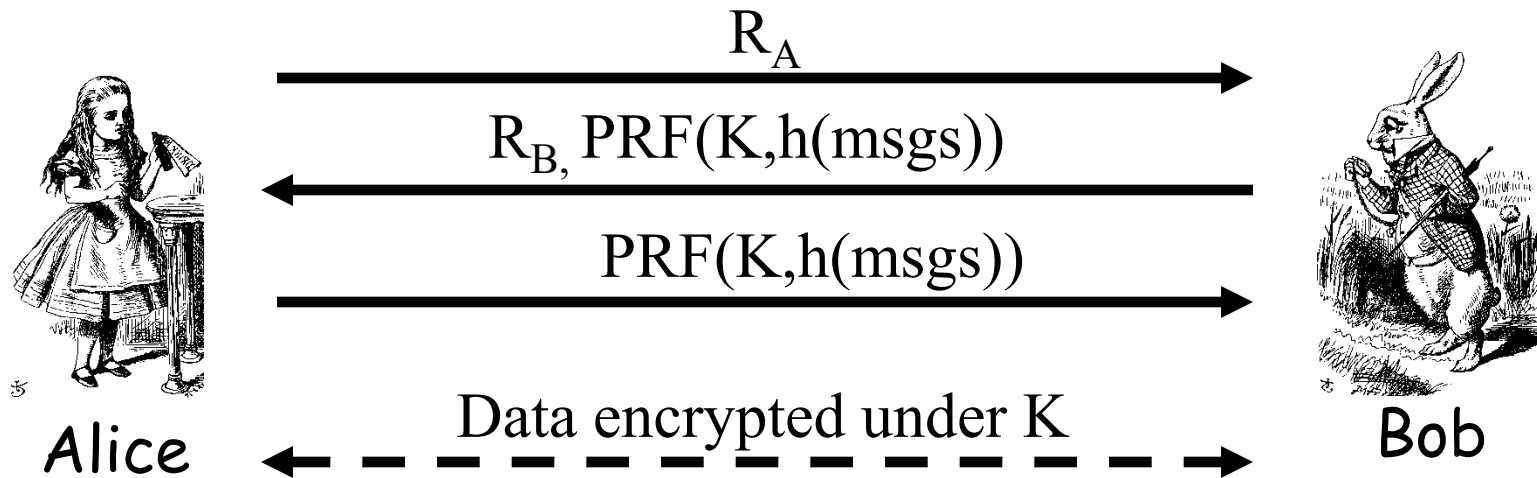 R_A
R_B, PRF(K,h(msgs))
PRF(K,h(msgs))
Data encrypted under K
Alice
Bob